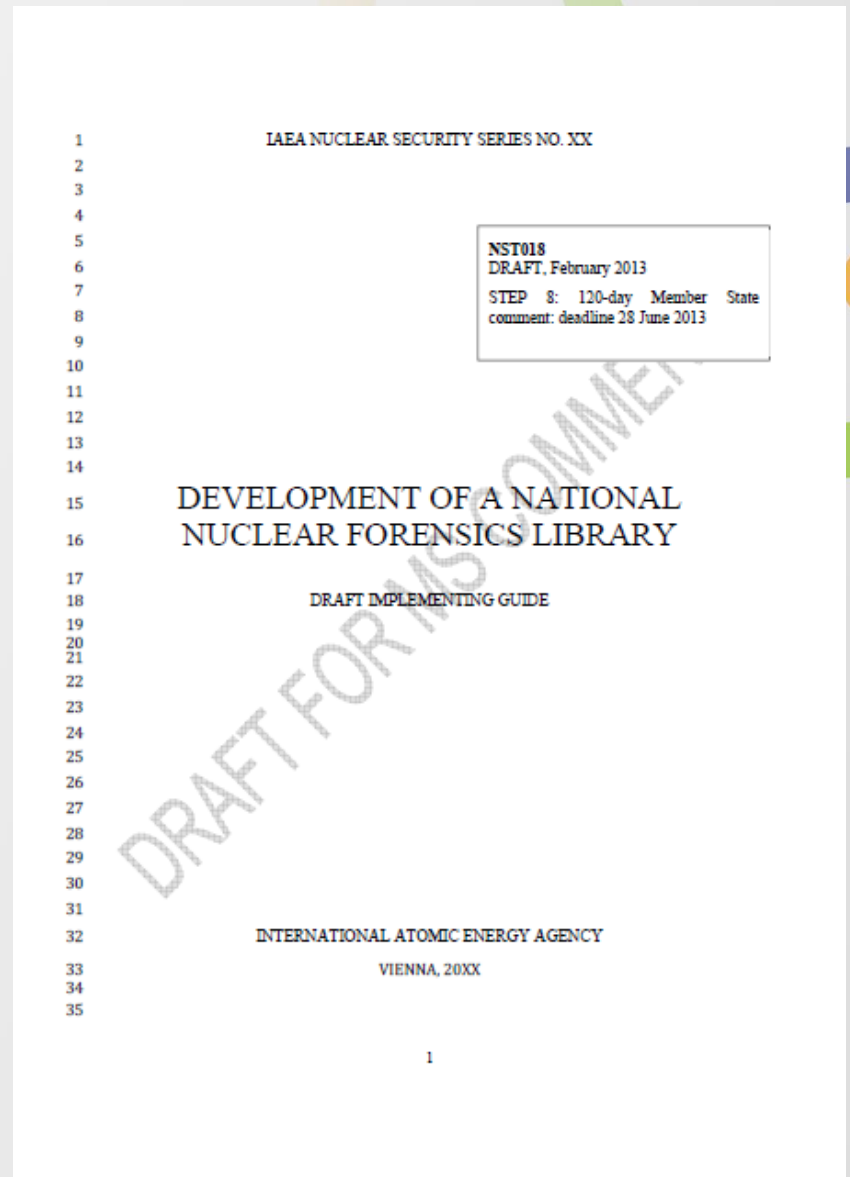 1 IAEA NUCLEAR SECURITY SERIES NO. XX
2
3
4
5 NST018
6 DRAFT, February 2013
7 STEP 8: 120-day Member State
8 comment: deadline 28 June 2013
9
10
11
12
13
14
15 DEVELOPMENT OF A NATIONAL
16 NUCLEAR FORENSICS LIBRARY
17
18 DRAFT IMPLEMENTING GUIDE
19
20
21
22
23
24
25
26
27
28
29
30
31
32 INTERNATIONAL ATOMIC ENERGY AGENCY
33 VIENNA, 20XX
34
35
1
DRAFT FOR MS COMMEN